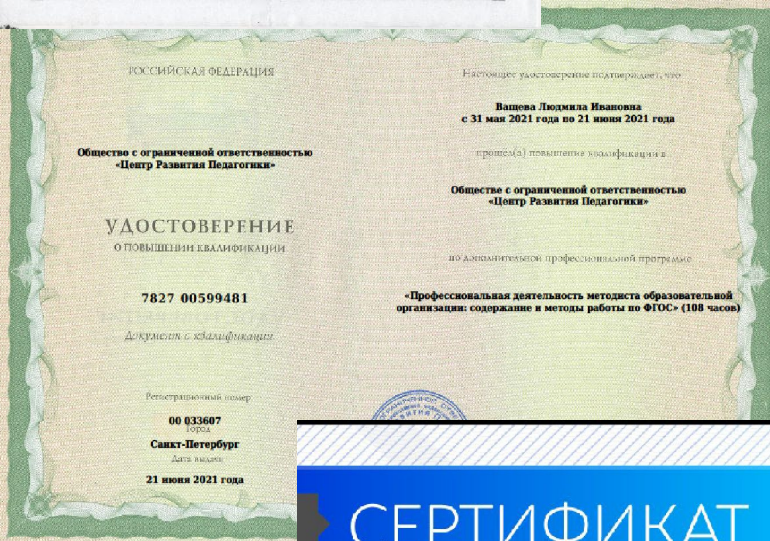 РОССИЙСКАЯ ФЕДЕРАЦИЯ
Общество с ограниченной ответственностью
«Центр Развития Педагогики»
УДОСТОВЕРЕНИЕ
О ПОВЫШЕНИИ КВАЛИФИКАЦИИ
7827 00599481
Документ о квалификации
Регистрационный номер
00 033607
Город
Санкт-Петербург
Дата выдачи
21 июня 2021 года
Настоящее удостоверение подтверждает, что
Ващева Людмила Ивановна
с 31 мая 2021 года по 21 июня 2021 года
прошел(а) повышение квалификации в
Обществе с ограниченной ответственностью
«Центр Развития Педагогики»
по дополнительной профессиональной программе
«Профессиональная деятельность методиста образовательной
организации: содержание и методы работы по ФГОС» (108 часов)
СЕРТИФИКАТ